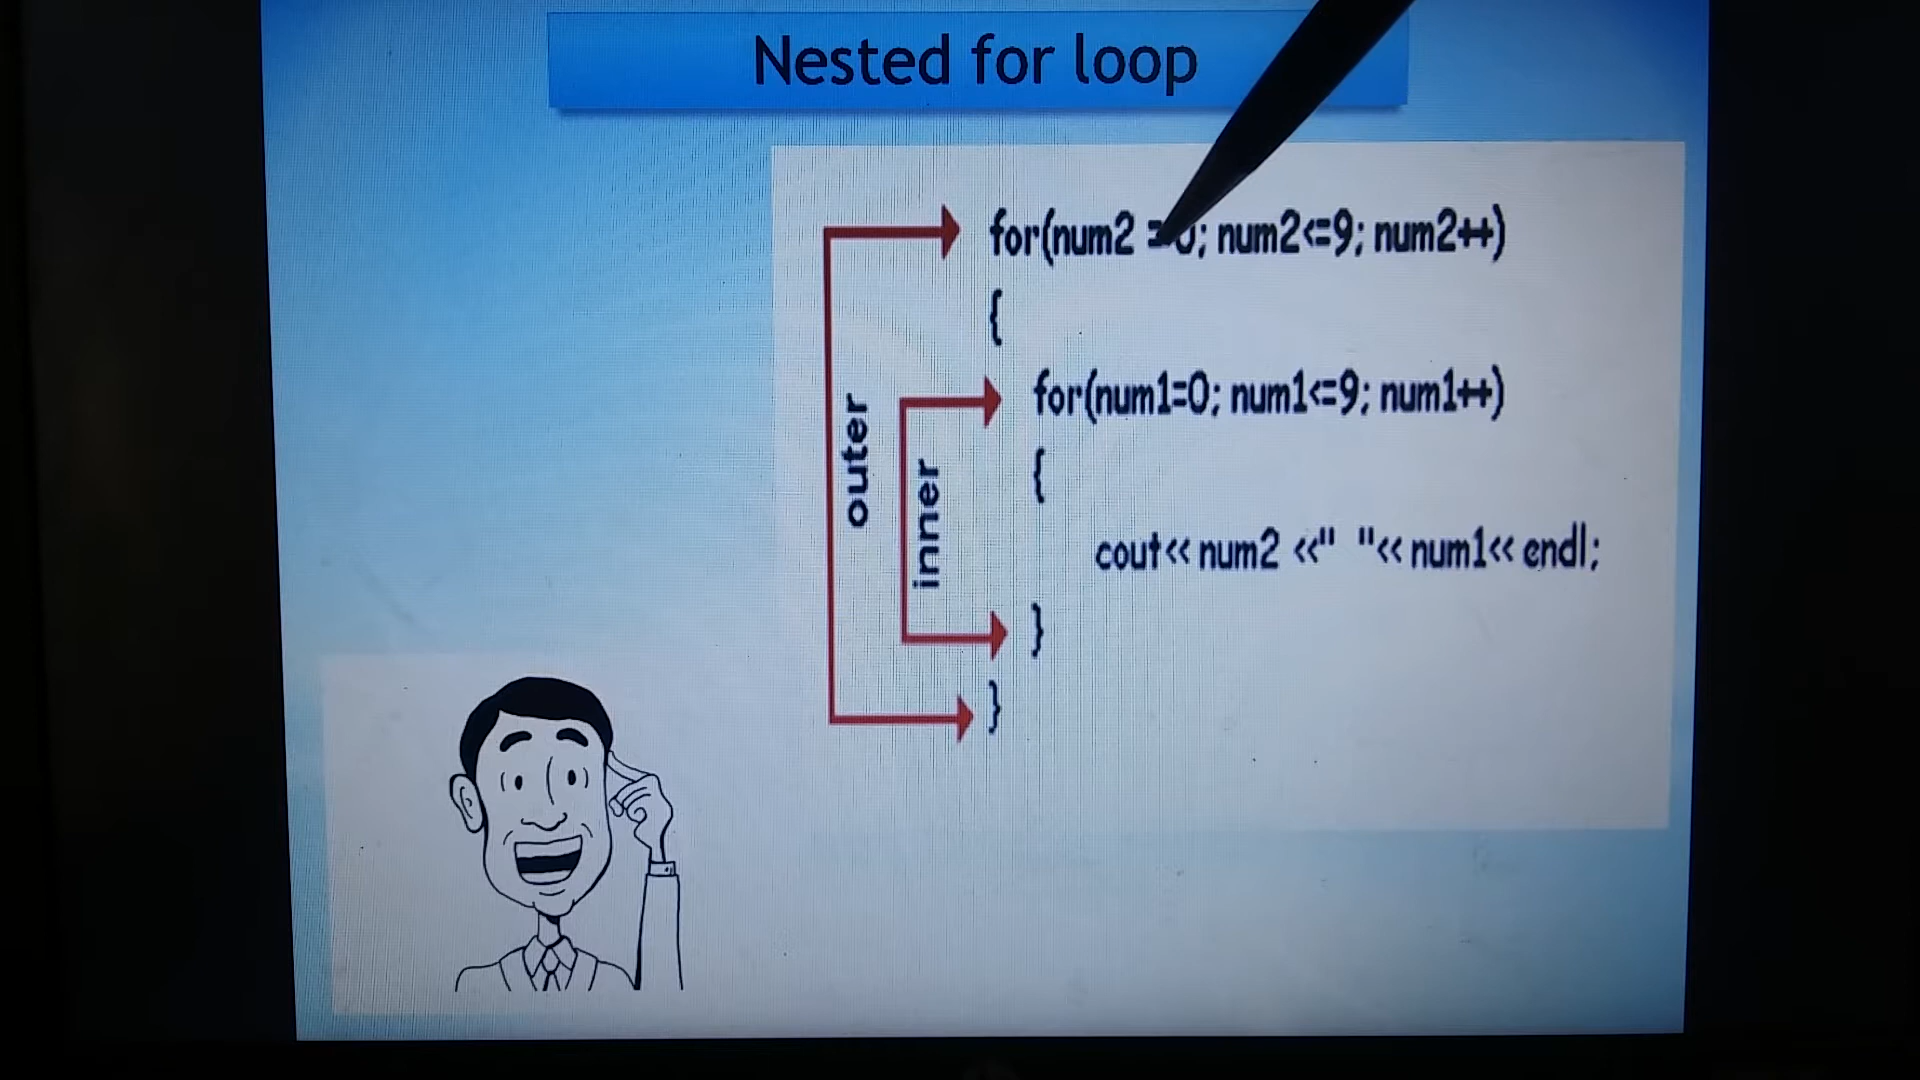 Nested for loop
for(num2 =0; num2<=9; num2++)
{
for(num1=0; num1<=9; num1++)
{
cout<< num2 <<"  "<< num1<< endl;
}
}
outer
inner